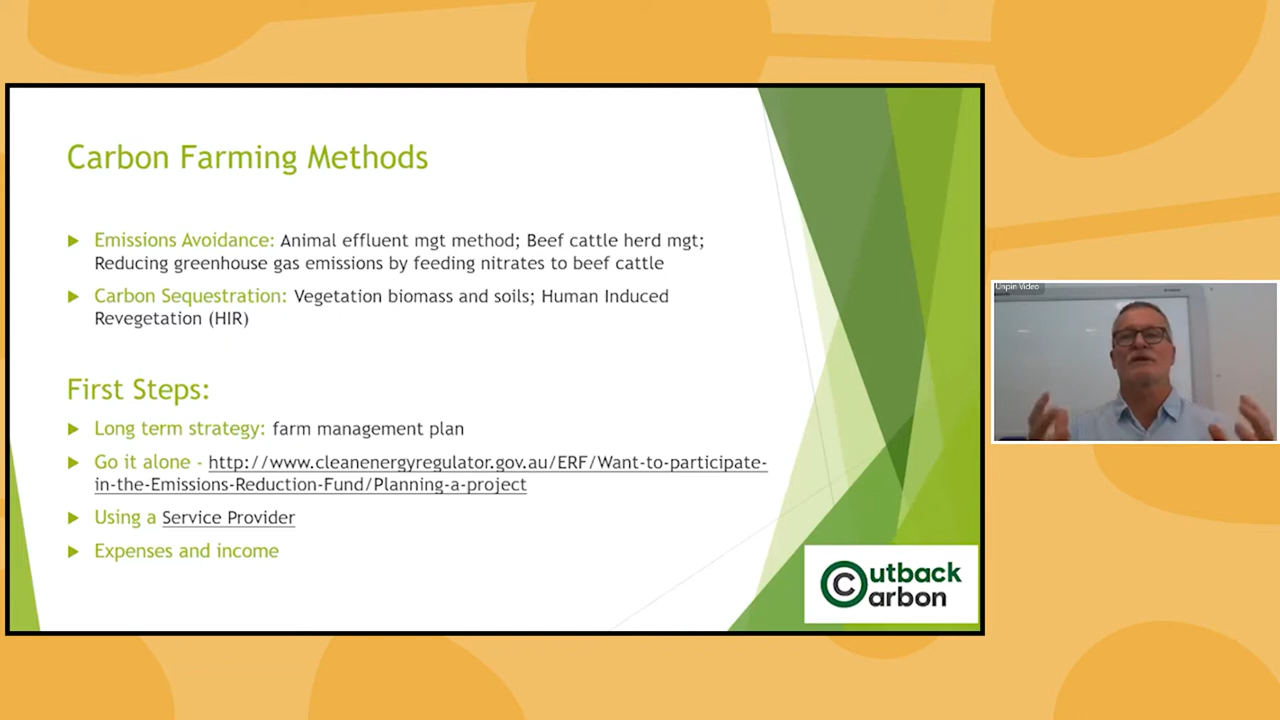 Carbon Farming Methods
Emissions Avoidance: Animal effluent mgt method; Beef cattle herd mgt;
Reducing greenhouse gas emissions by feeding nitrates to beef cattle
Carbon Sequestration: Vegetation biomass and soils; Human Induced
Revegetation (HIR)
First Steps:
Long term strategy: farm management plan
Go it alone - http://www.cleanenergyregulator.gov.au/ERF/Want-to-participate-
in-the-Emissions-Reduction-Fund/Planning-a-project
Using a Service Provider
Expenses and income
Outback
Carbon
Unpin Video